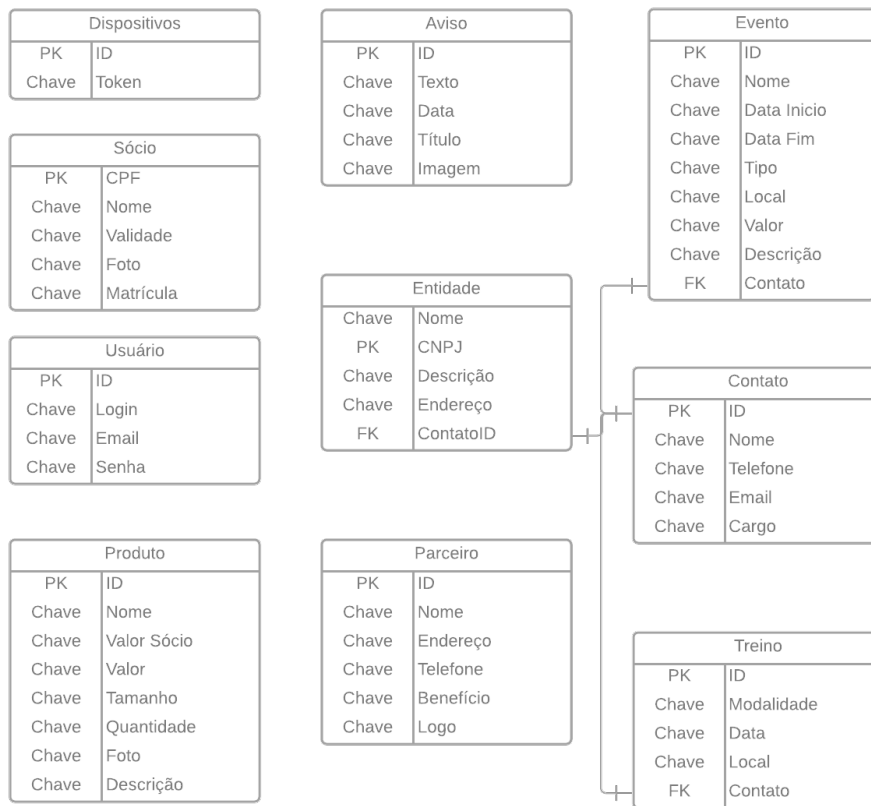 Dispositivos
PK ID
Chave Token
Sócio
PK CPF
Chave Nome
Chave Validade
Chave Foto
Chave Matrícula
Usuário
PK ID
Chave Login
Chave Email
Chave Senha
Produto
PK ID
Chave Nome
Chave Valor Sócio
Chave Valor
Chave Tamanho
Chave Quantidade
Chave Foto
Chave Descrição
Aviso
PK ID
Chave Texto
Chave Data
Chave Título
Chave Imagem
Entidade
Chave Nome
PK CNPJ
Chave Descrição
Chave Endereço
FK ContatoID
Parceiro
PK ID
Chave Nome
Chave Endereço
Chave Telefone
Chave Benefício
Chave Logo
Evento
PK ID
Chave Nome
Chave Data Inicio
Chave Data Fim
Chave Tipo
Chave Local
Chave Valor
Chave Descrição
FK Contato
Contato
PK ID
Chave Nome
Chave Telefone
Chave Email
Chave Cargo
Treino
PK ID
Chave Modalidade
Chave Data
Chave Local
FK Contato